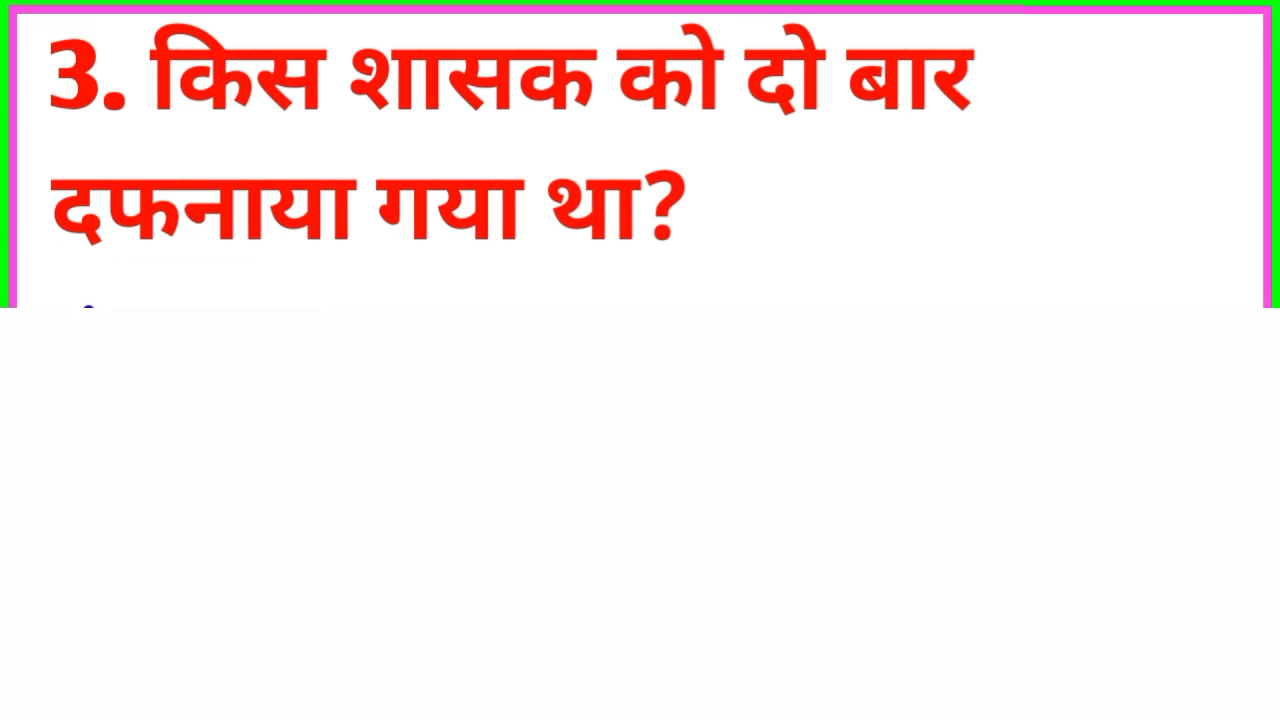 3. किस शासक को दो बार
दफनाया गया था?